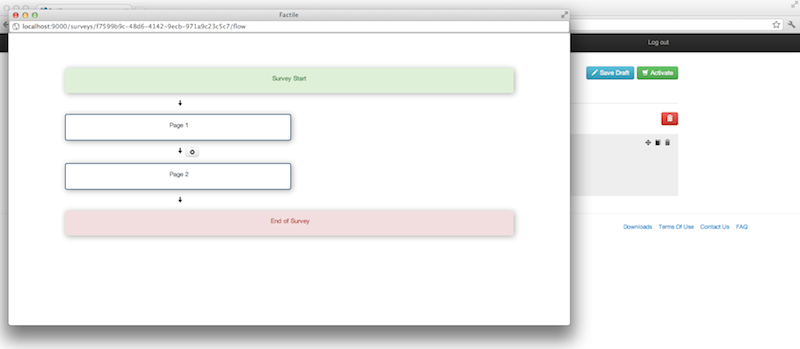 Factile
localhost:9000/surveys/f7599b9c-48d6-4142-9ecb-971a9c23c5c7/flow
Log out
Save Draft
Activate
Survey Start
Page 1
Page 2
End of Survey
Downloads
Terms Of Use
Contact Us
FAQ